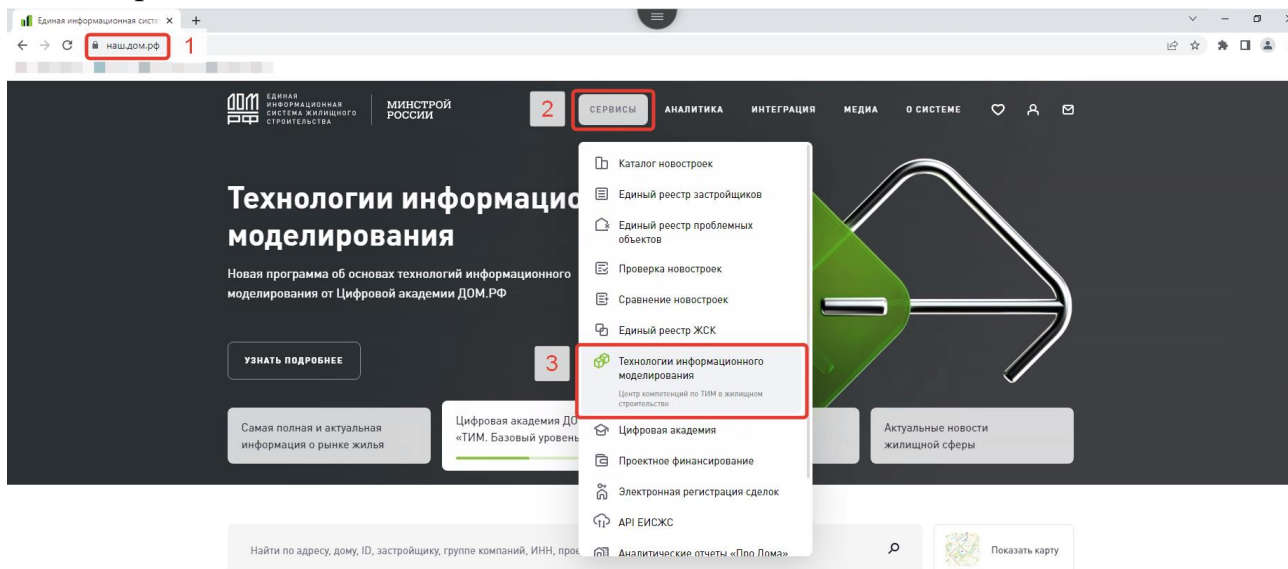 Единая информационная систе
наш.дом.рф
1
ЕДИНАЯ
ИНФОРМАЦИОННАЯ
СИСТЕМА ЖИЛИЩНОГО
СТРОИТЕЛЬСТВА
ДОМ
РФ
МИНСТРОЙ
РОССИИ
2
СЕРВИСЫ
АНАЛИТИКА
ИНТЕГРАЦИЯ
МЕДИА
О СИСТЕМЕ
Технологии информацио
моделирования
Новая программа об основах технологий информационного
моделирования от Цифровой академии ДОМ.РФ
УЗНАТЬ ПОДРОБНЕЕ
3
Каталог новостроек
Единый реестр застройщиков
Единый реестр проблемных
объектов
Проверка новостроек
Сравнение новостроек
Единый реестр ЖСК
Технологии информационного
моделирования
Центр компетенций по ТИМ в жилищном
строительстве
Цифровая академия
Проектное финансирование
Электронная регистрация сделок
API ЕИСЖС
Аналитические отчеты «Про Дома»
Самая полная и актуальная
информация о рынке жилья
Цифровая академия ДО
«ТИМ. Базовый уровень
Актуальные новости
жилищной сферы
Найти по адресу, дому, ID, застройщику, группе компаний, ИНН, прое
Показать карту